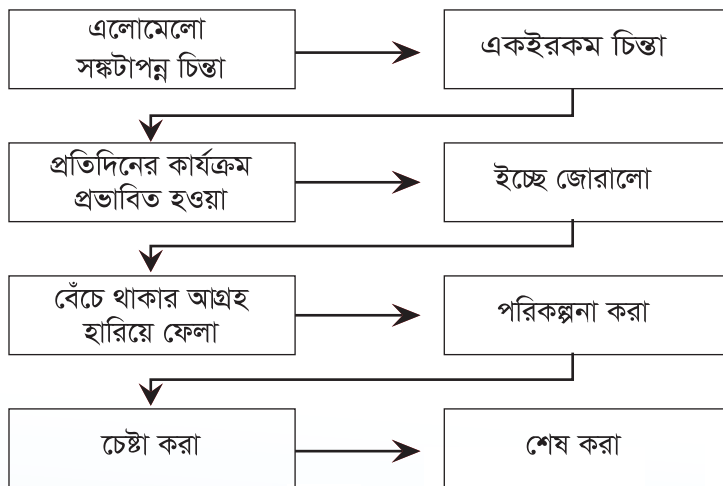 এলোমেলো
সঙ্কটাপন্ন চিন্তা
একইরকম চিন্তা
প্রতিদিনের কার্যক্রম
প্রভাবিত হওয়া
ইচ্ছে জোরালো
বেঁচে থাকার আগ্রহ
হারিয়ে ফেলা
পরিকল্পনা করা
চেষ্টা করা
শেষ করা